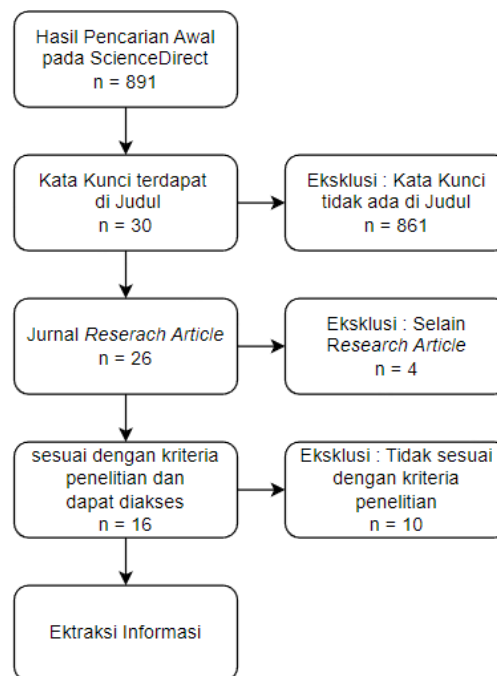 Hasil Pencarian Awal
pada ScienceDirect
n = 891
Kata Kunci terdapat
di Judul
n = 30
Eksklusi : Kata Kunci
tidak ada di Judul
n = 861
Jurnal Reserach Article
n = 26
Eksklusi : Selain
Research Article
n = 4
sesuai dengan kriteria
penelitian dan
dapat diakses
n = 16
Eksklusi : Tidak sesuai
dengan kriteria
penelitian
n = 10
Ektraksi Informasi